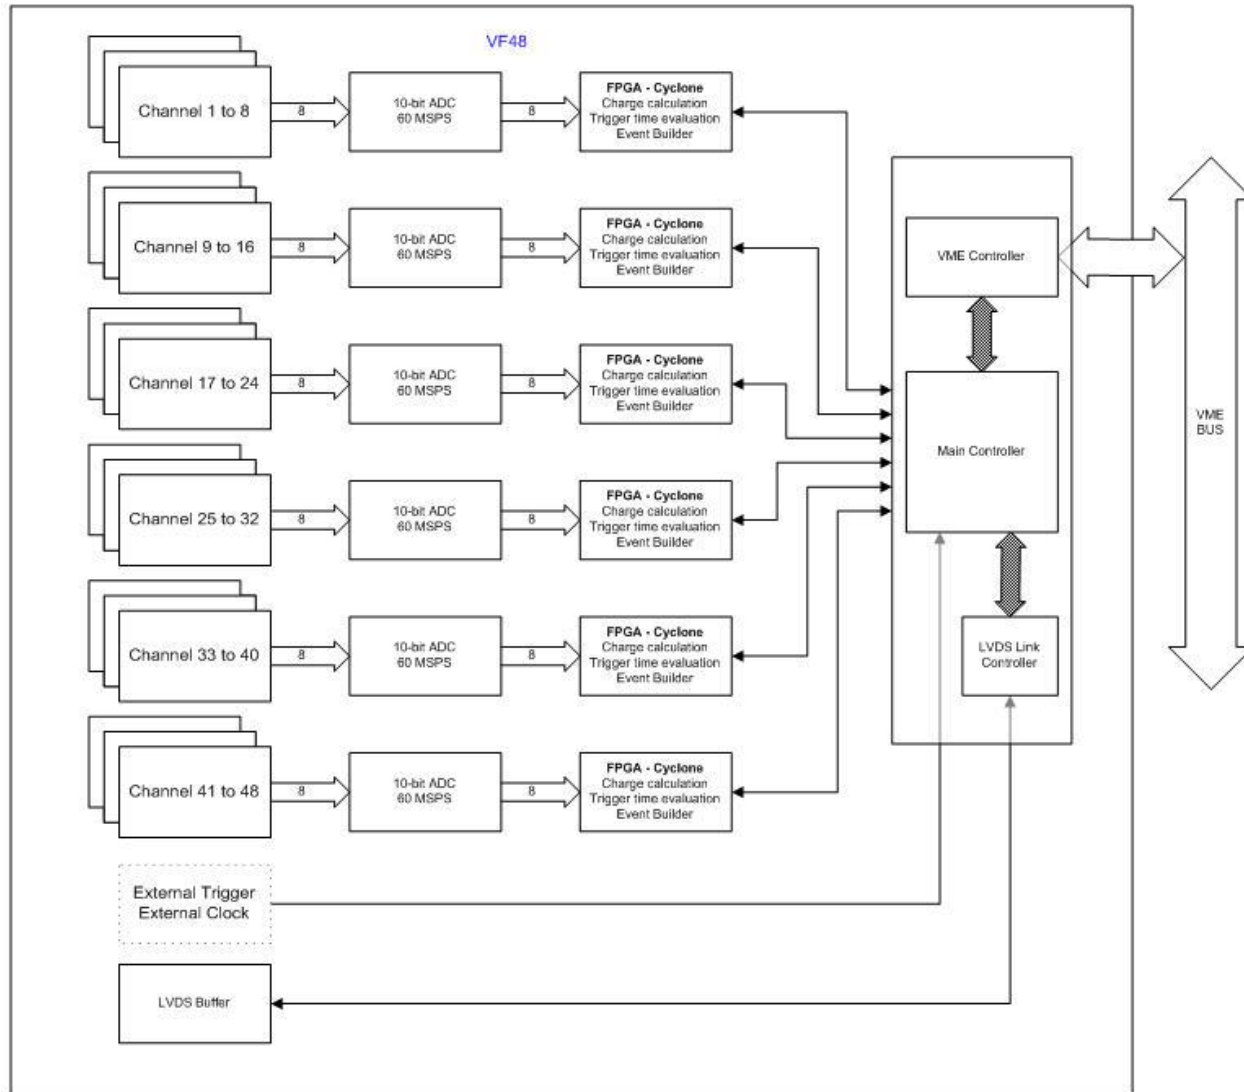 VF48
Channel 1 to 8
8
10-bit ADC
60 MSPS
8
FPGA - Cyclone
Charge calculation
Trigger time evaluation
Event Builder
Channel 9 to 16
8
10-bit ADC
60 MSPS
8
FPGA - Cyclone
Charge calculation
Trigger time evaluation
Event Builder
Channel 17 to 24
8
10-bit ADC
60 MSPS
8
FPGA - Cyclone
Charge calculation
Trigger time evaluation
Event Builder
Channel 25 to 32
8
10-bit ADC
60 MSPS
8
FPGA - Cyclone
Charge calculation
Trigger time evaluation
Event Builder
Channel 33 to 40
8
10-bit ADC
60 MSPS
8
FPGA - Cyclone
Charge calculation
Trigger time evaluation
Event Builder
Channel 41 to 48
8
10-bit ADC
60 MSPS
8
FPGA - Cyclone
Charge calculation
Trigger time evaluation
Event Builder
External Trigger
External Clock
LVDS Buffer
VME Controller
Main Controller
LVDS Link
Controller
VME
BUS